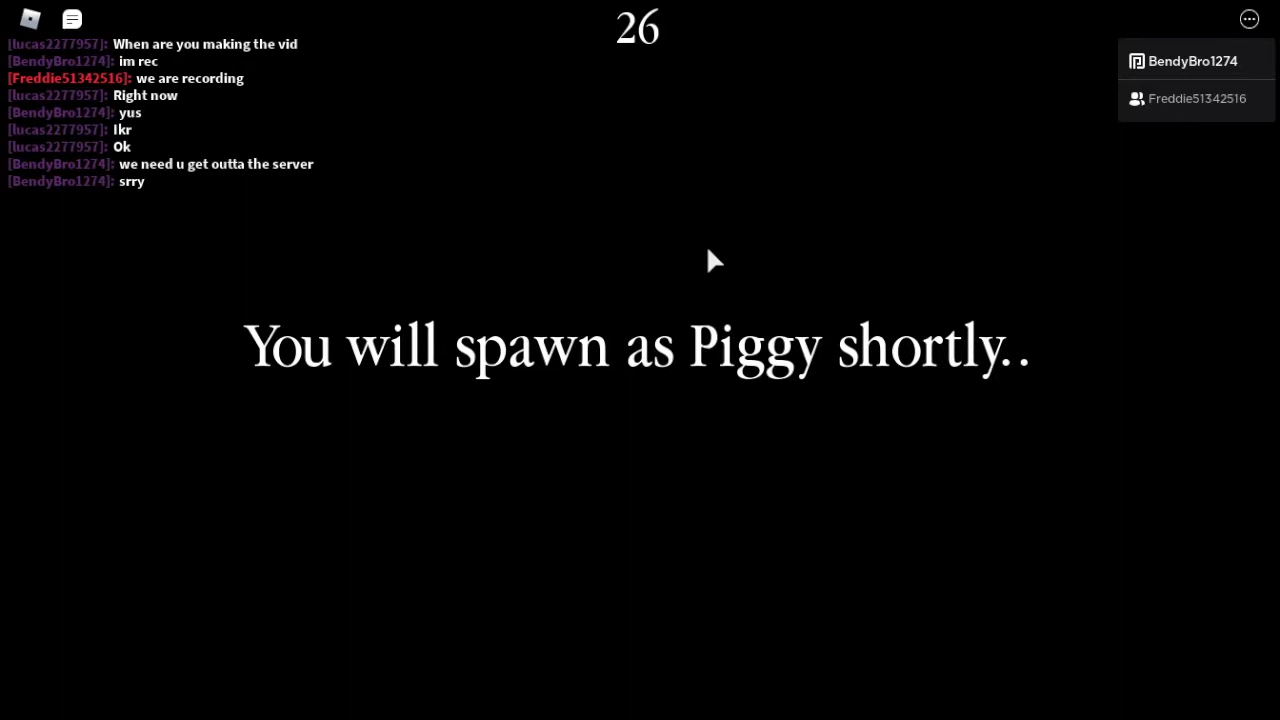 26
[lucas2277957]: When are you making the vid
[BendyBro1274]: im rec
[Freddie51342516]: we are recording
[lucas2277957]: Right now
[BendyBro1274]: yus
[lucas2277957]: Ikr
[lucas2277957]: Ok
[BendyBro1274]: we need u get outta the server
[BendyBro1274]: srry
BendyBro1274
Freddie51342516
You will spawn as Piggy shortly..